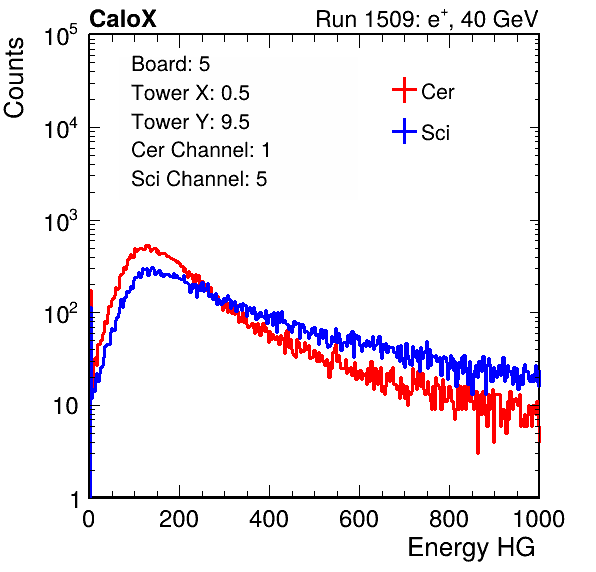 CaloX Run 1509: e+, 40 GeV
Counts
Board: 5
Tower X: 0.5
Tower Y: 9.5
Cer Channel: 1
Sci Channel: 5
Cer
Sci
10^5
10^4
10^3
10^2
10
1
0 200 400 600 800 1000
Energy HG